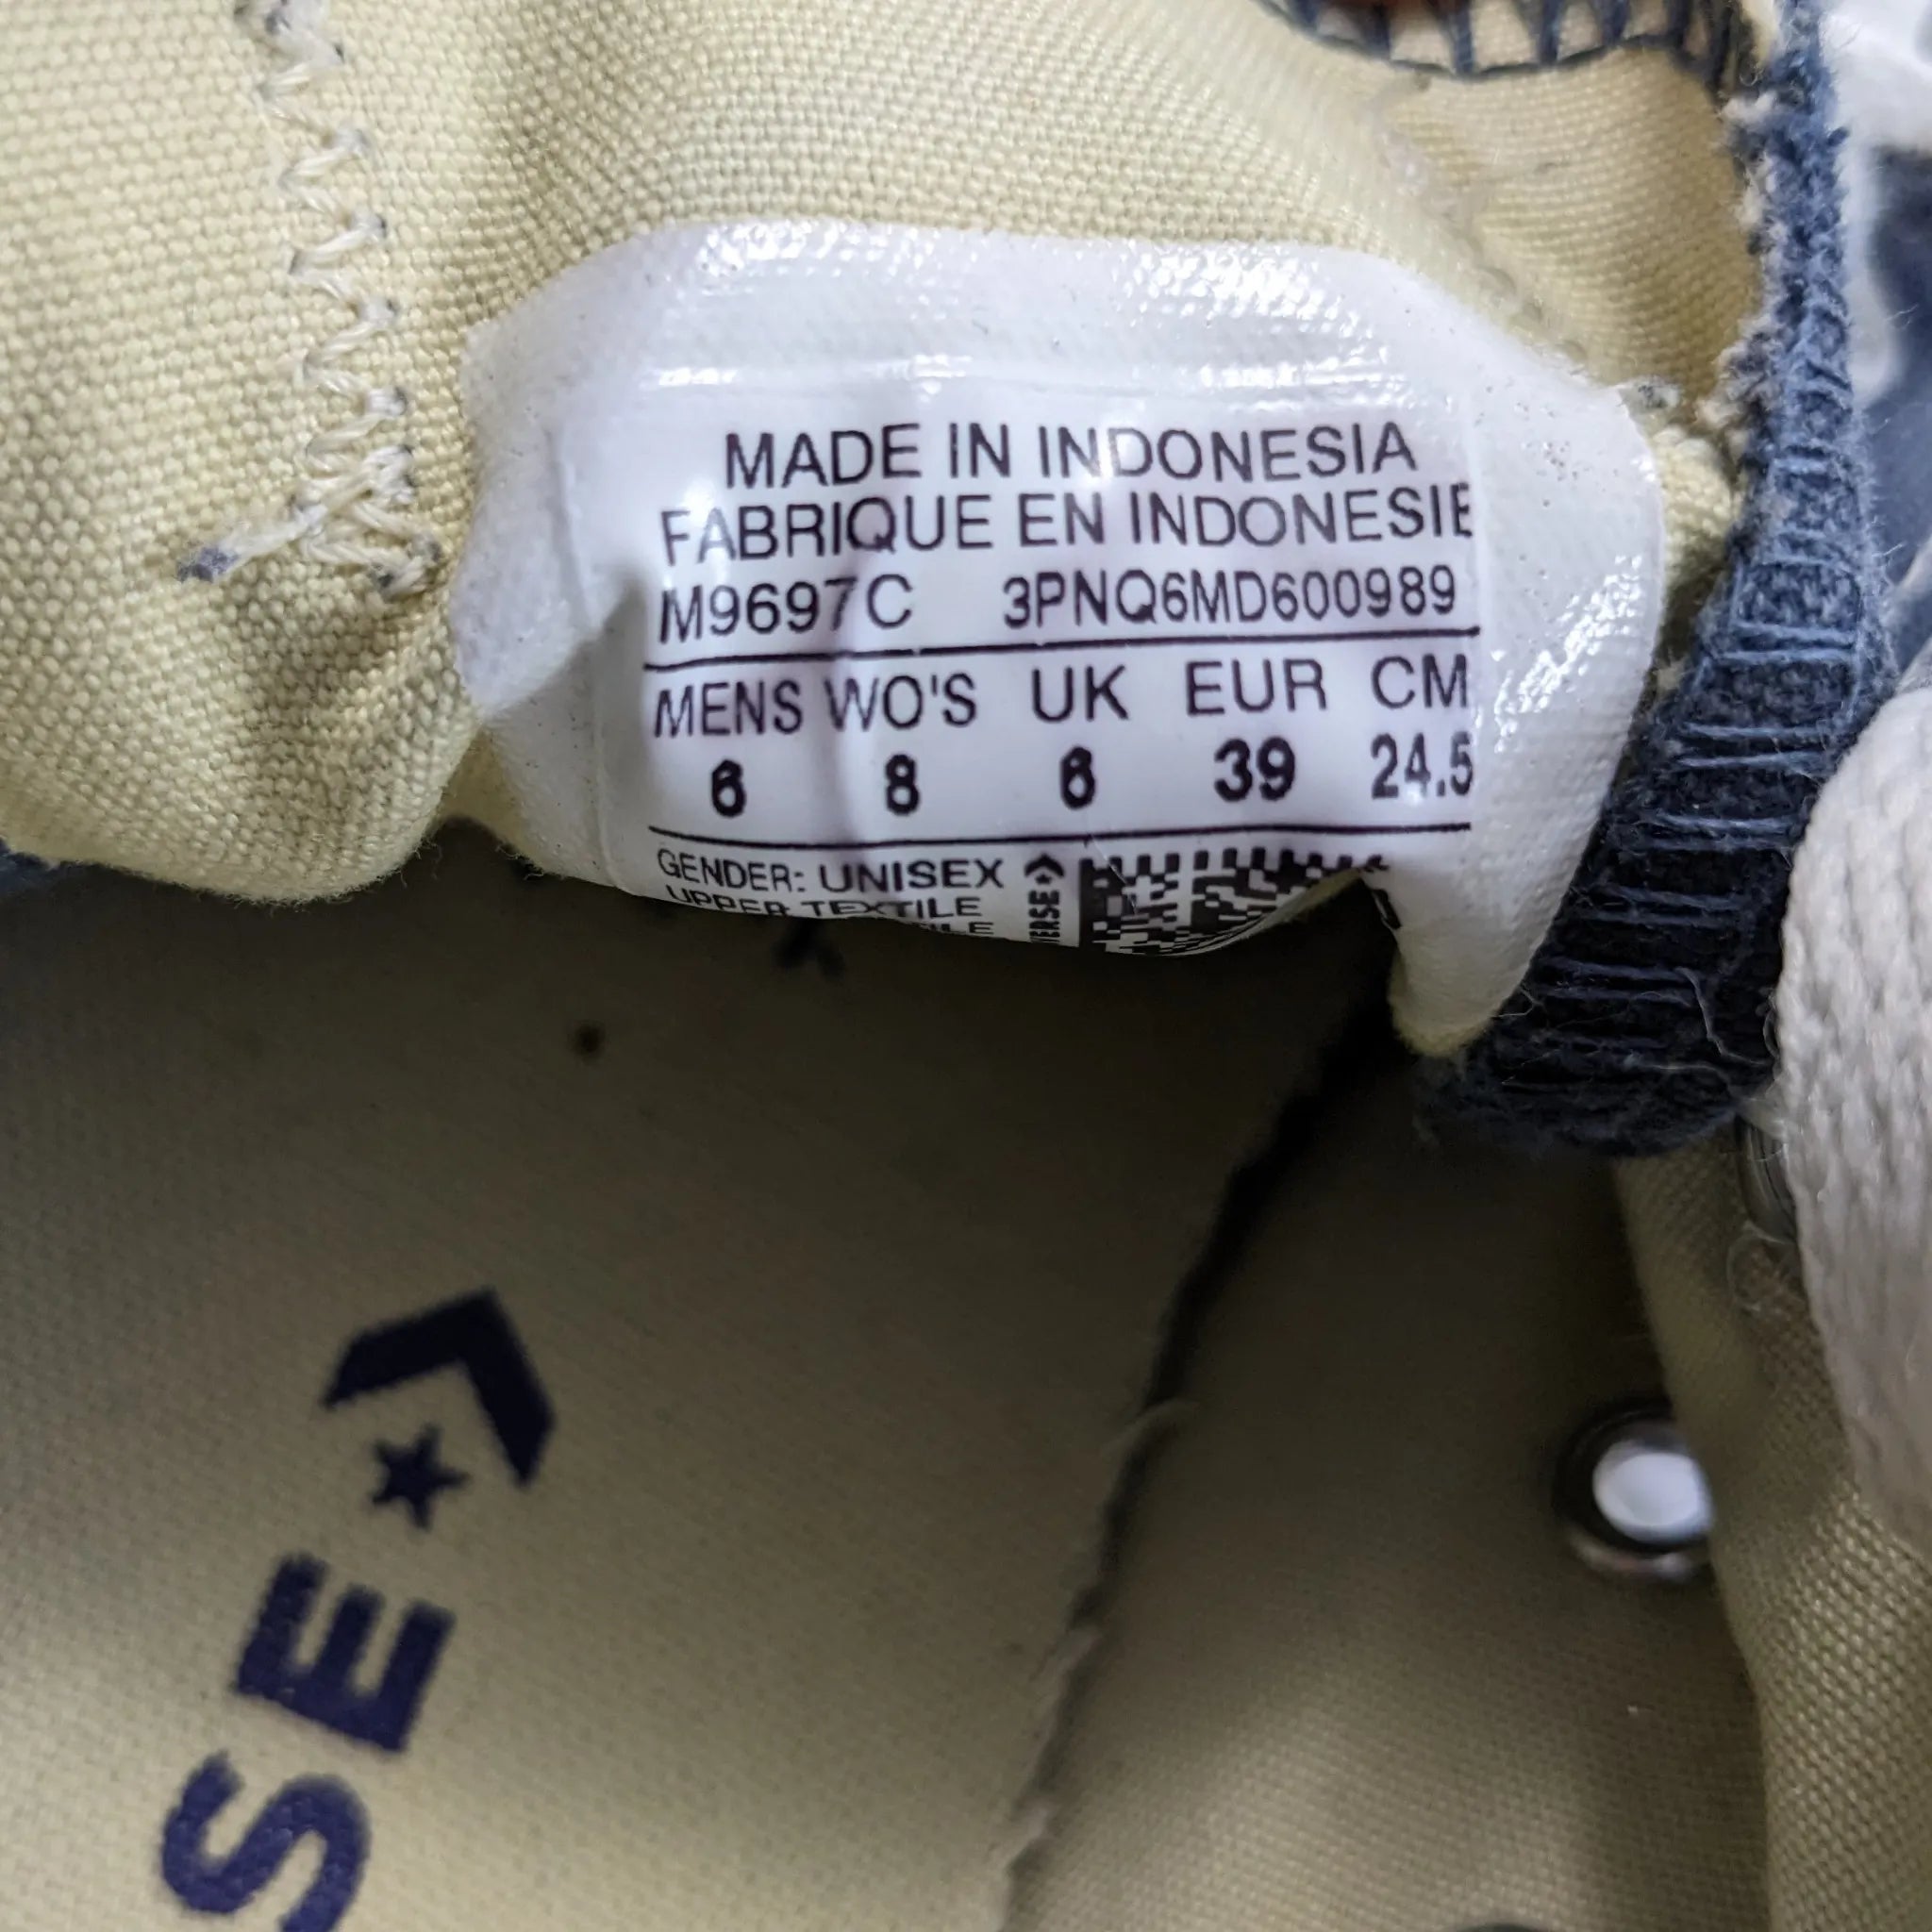 MADE IN INDONESIA
FABRIQUE EN INDONESIE
M9697C 3PNQ6MD600989
MENS WO'S UK EUR CM
6 8 6 39 24.5
GENDER: UNISEX
UPPER TEXTILE
SE